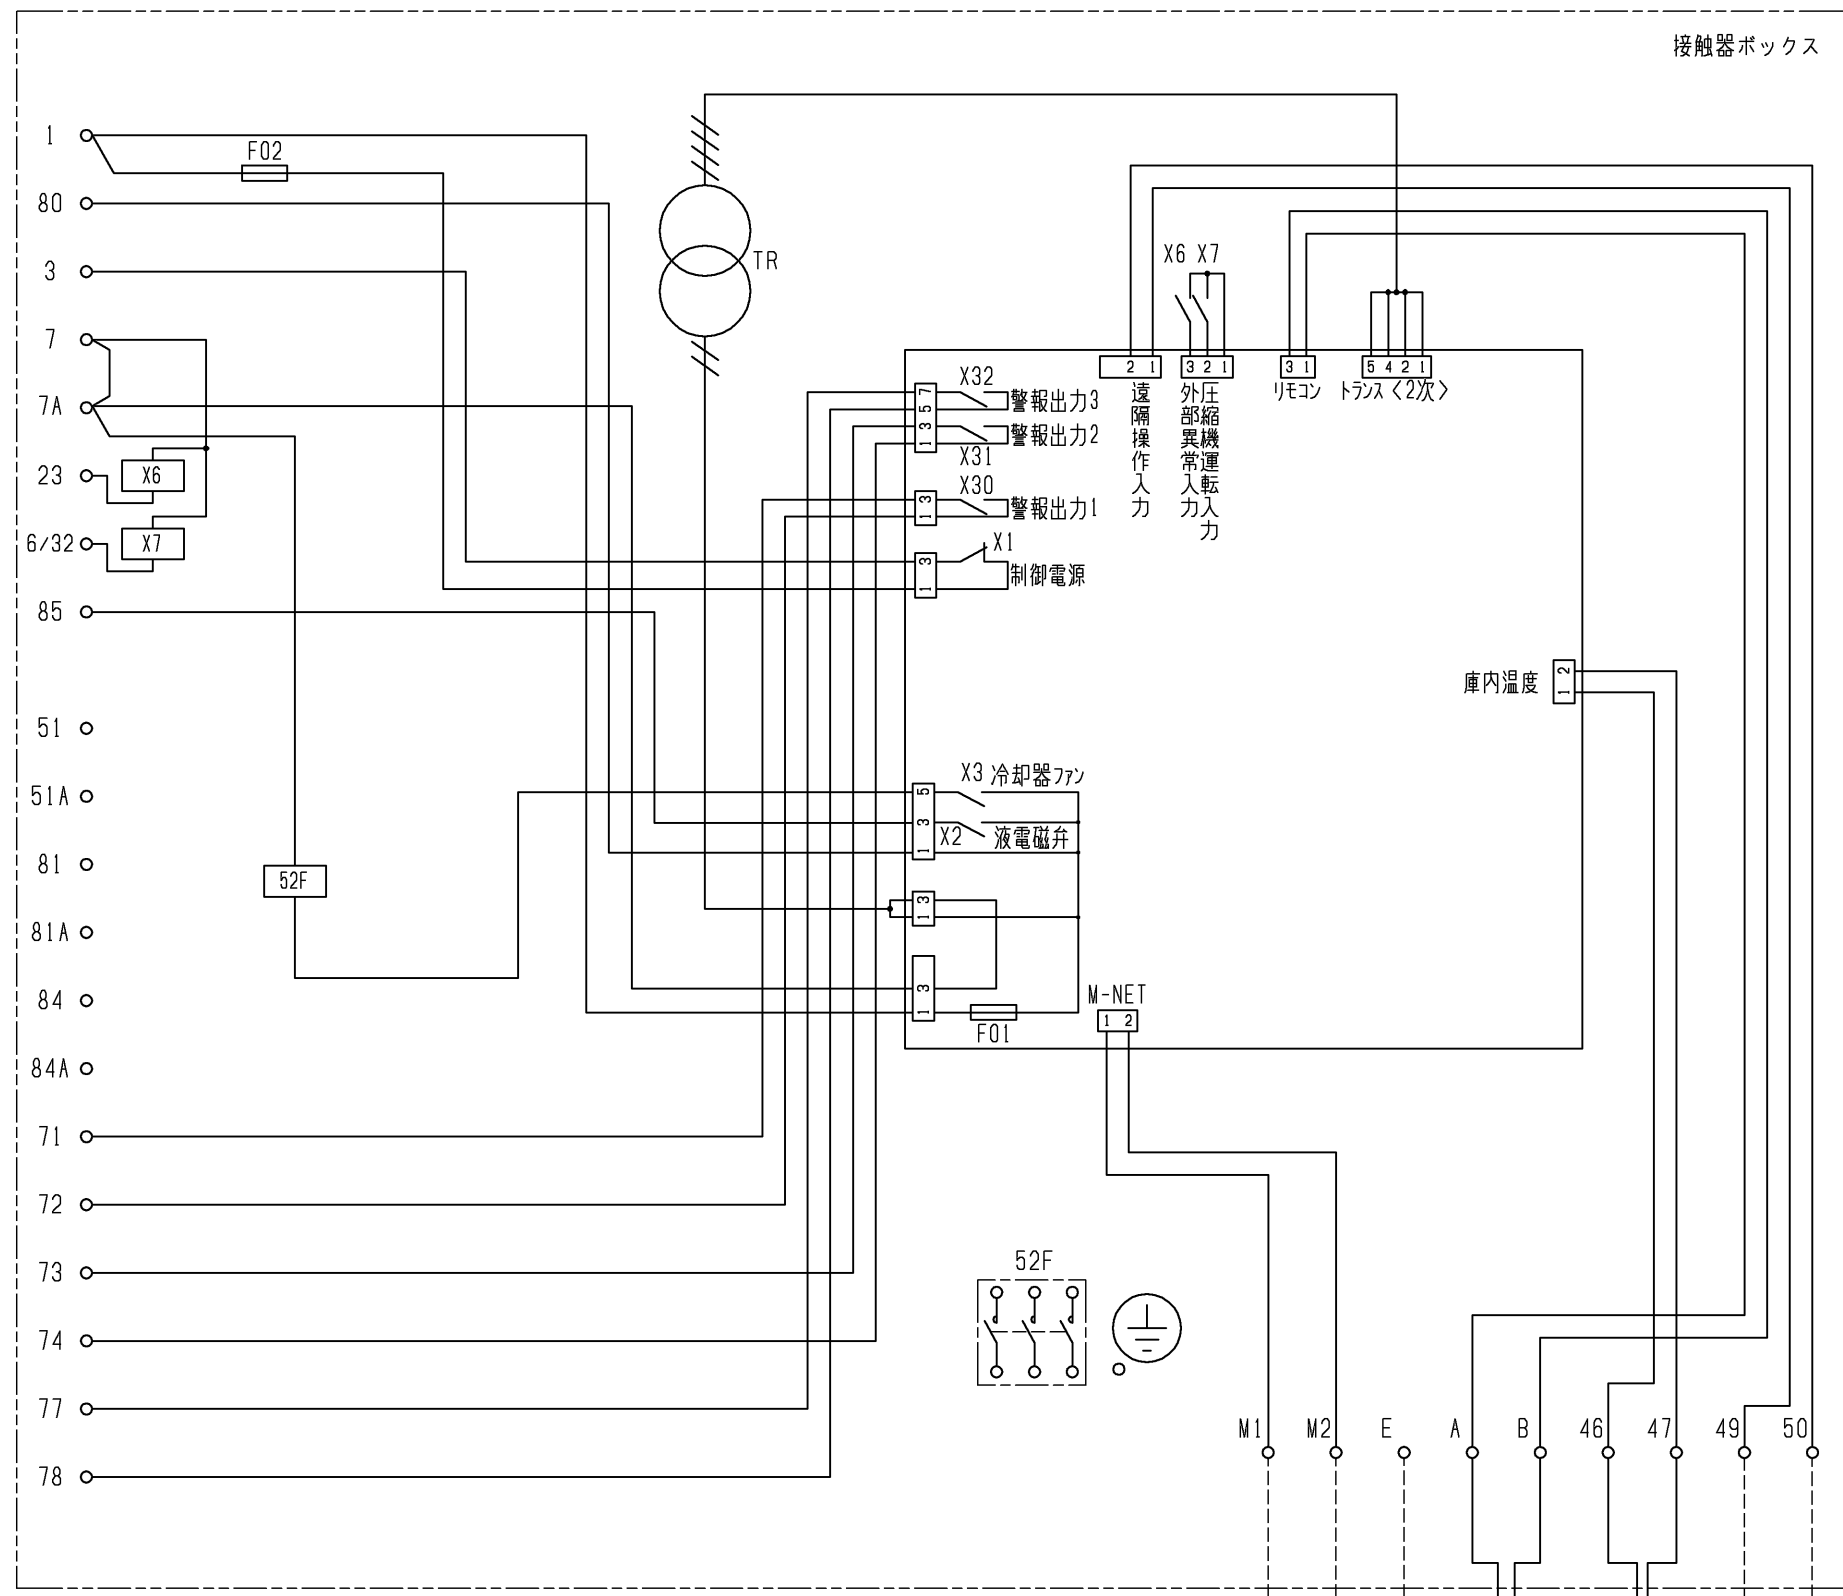 接触器ボックス
1
F02
80
3
TR
X6 X7
7
3 2 1
2 1
3 1
5 4 2 1
リモコン
トランス〈2次〉
遠隔操作入力
外部異常入力
圧縮機運転入力
7A
X32
7
5
警報出力3
3
1
警報出力2
X31
23
X6
X30
3
1
警報出力1
6/32
X7
X1
3
1
制御電源
85
庫内温度
2
1
51
X3 冷却器ファン
51A
5
3
1
X2
液電磁弁
81
52F
3
1
81A
84
3
1
F01
M-NET
1 2
84A
71
72
73
52F
74
77
M1
M2
E
A
B
46
47
49
50
78